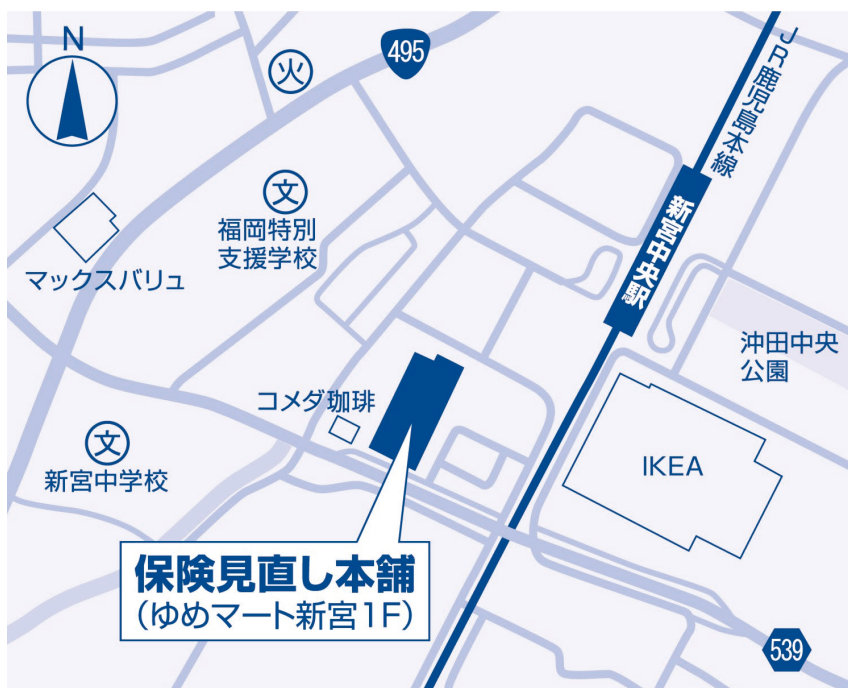 N
火
495
JR鹿児島本線
文
福岡特別
支援学校
マックスバリュ
新宮中央駅
沖田中央
公園
コメダ珈琲
IKEA
文
新宮中学校
保険見直し本舗
(ゆめマート新宮1F)
539